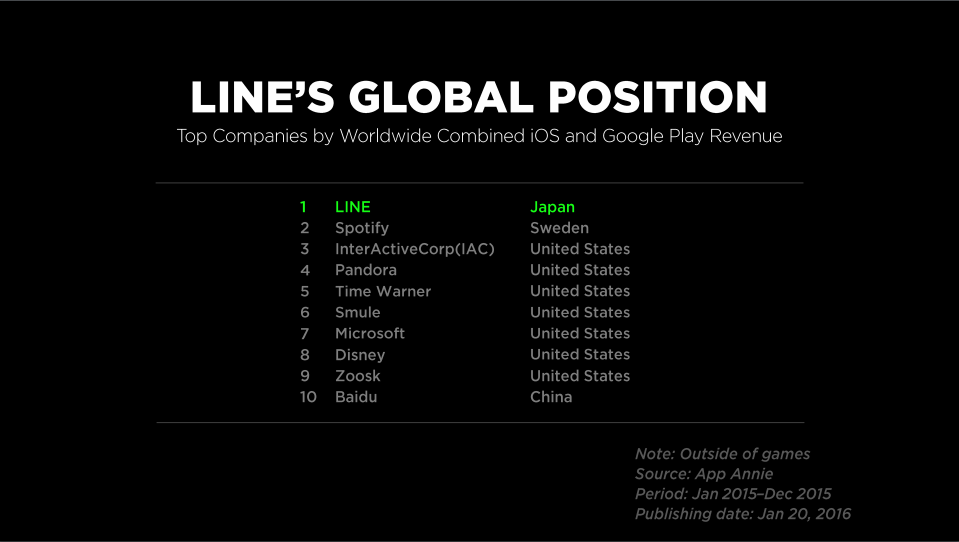 LINE’S GLOBAL POSITION
Top Companies by Worldwide Combined iOS and Google Play Revenue
1 LINE Japan
2 Spotify Sweden
3 InterActiveCorp(IAC) United States
4 Pandora United States
5 Time Warner United States
6 Smule United States
7 Microsoft United States
8 Disney United States
9 Zoosk United States
10 Baidu China
Note: Outside of games
Source: App Annie
Period: Jan 2015–Dec 2015
Publishing date: Jan 20, 2016